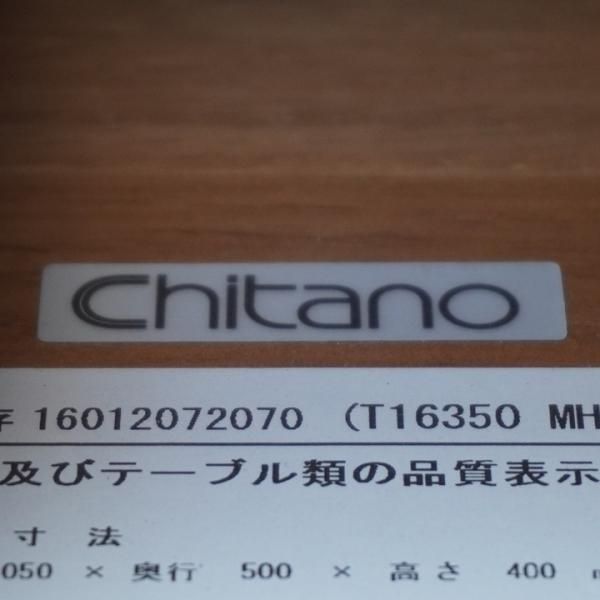 Chitano
16012072070 (T16350 MH
及びテーブル類の品質表示
寸 法
050 × 奥行 500 × 高さ 400